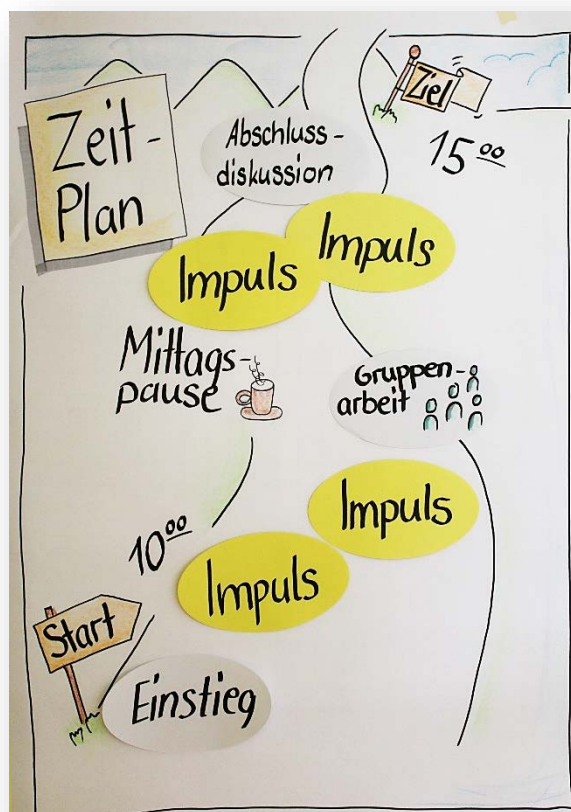 Zeit-
Plan
Ziel
15⁰⁰
Abschluss-
diskussion
Impuls
Impuls
Mittags-
pause
Gruppen-
arbeit
Impuls
10⁰⁰
Impuls
Start
Einstieg